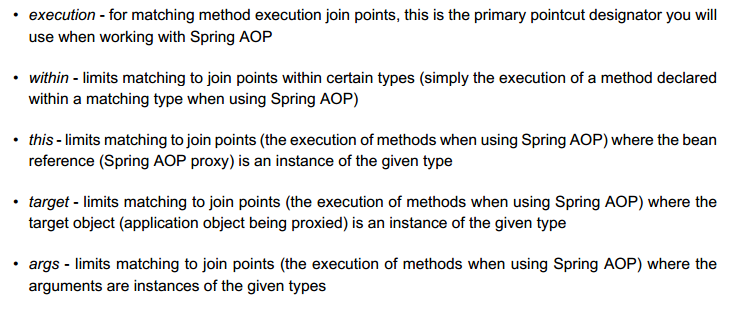 • execution - for matching method execution join points, this is the primary pointcut designator you will
use when working with Spring AOP
• within - limits matching to join points within certain types (simply the execution of a method declared
within a matching type when using Spring AOP)
• this - limits matching to join points (the execution of methods when using Spring AOP) where the bean
reference (Spring AOP proxy) is an instance of the given type
• target - limits matching to join points (the execution of methods when using Spring AOP) where the
target object (application object being proxied) is an instance of the given type
• args - limits matching to join points (the execution of methods when using Spring AOP) where the
arguments are instances of the given types